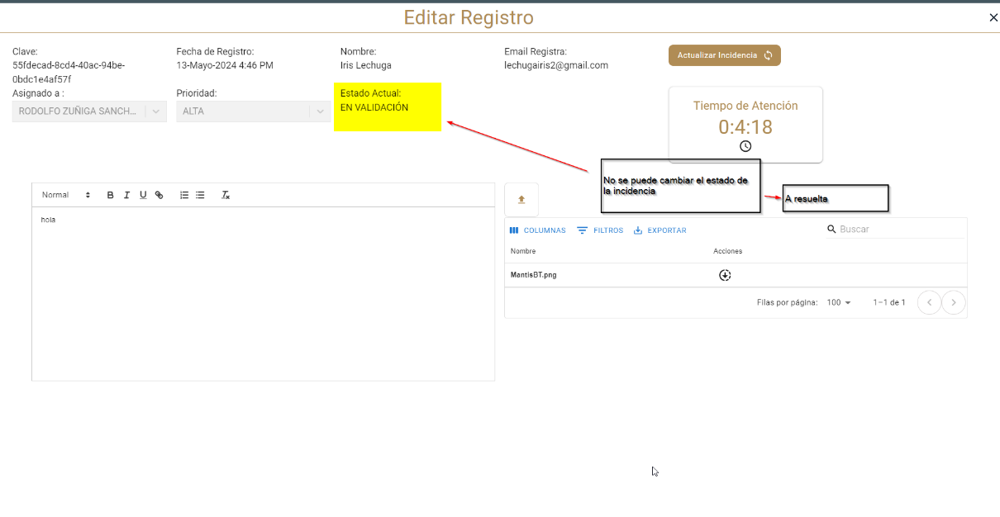 Editar Registro
Clave:
55fdecad-8cd4-40ac-94be-
0bdc1e4af57f
Fecha de Registro:
13-Mayo-2024 4:46 PM
Nombre:
Iris Lechuga
Email Registra:
lechugairis2@gmail.com
Actualizar Incidencia
Asignado a :
RODOLFO ZUÑIGA SANCH...
Prioridad:
ALTA
Estado Actual:
EN VALIDACIÓN
Tiempo de Atención
0:4:18
No se puede cambiar el estado de
la incidencia
A resuelta
Normal
B I U
hola
COLUMNAS FILTROS EXPORTAR
Buscar
Nombre Acciones
MantisBT.png
Filas por página: 100 1–1 de 1